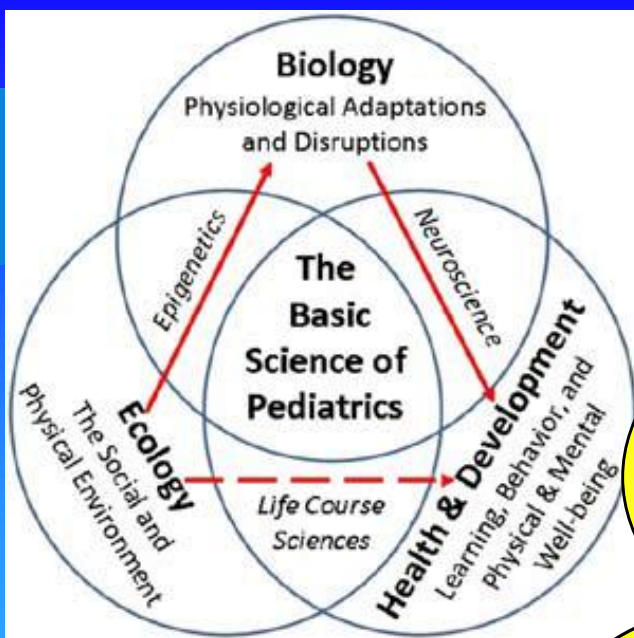 Biology
Physiological Adaptations
and Disruptions
Epigenetics
Neuroscience
The
Basic
Science of
Pediatrics
Ecology
The Social and
Physical Environment
Life Course
Sciences
Health & Development
Learning, Behavior, and
Physical & Mental
Well-being